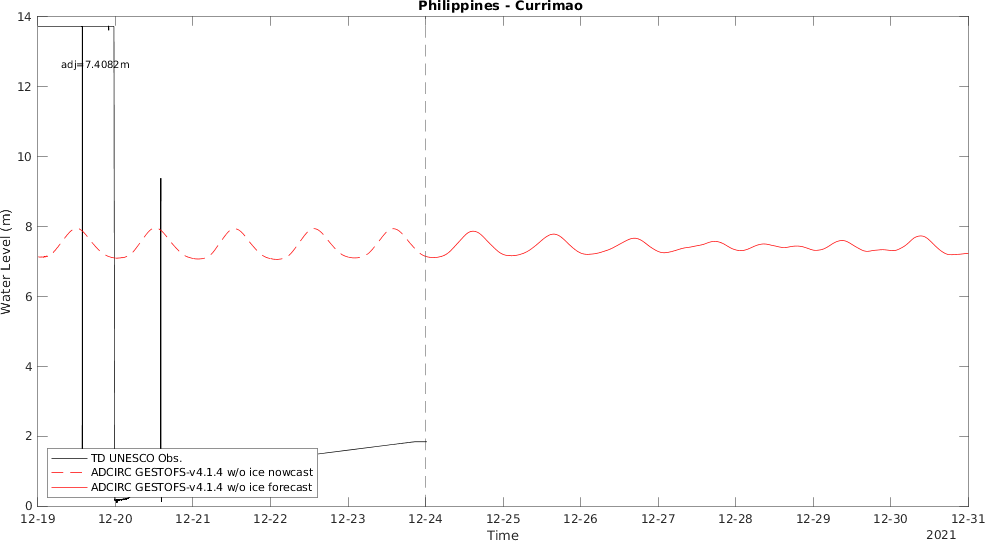 Philippines - Currimao
14
adj=7.4082m
12
10
8
6
4
2
0
Water Level (m)
TD UNESCO Obs.
ADCIRC GESTOFS-v4.1.4 w/o ice nowcast
ADCIRC GESTOFS-v4.1.4 w/o ice forecast
12-19 12-20 12-21 12-22 12-23 12-24 12-25 12-26 12-27 12-28 12-29 12-30 12-31
Time
2021